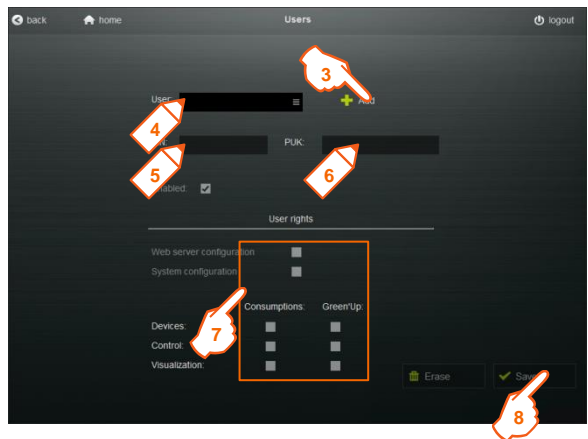 back home Users logout
3
User: Add
4
N: PUK:
5 6
nabled:
User rights
Web server configuration
System configuration
Consumptions: Green'Up:
Devices:
7
Control:
Visualization:
Erase Save
8